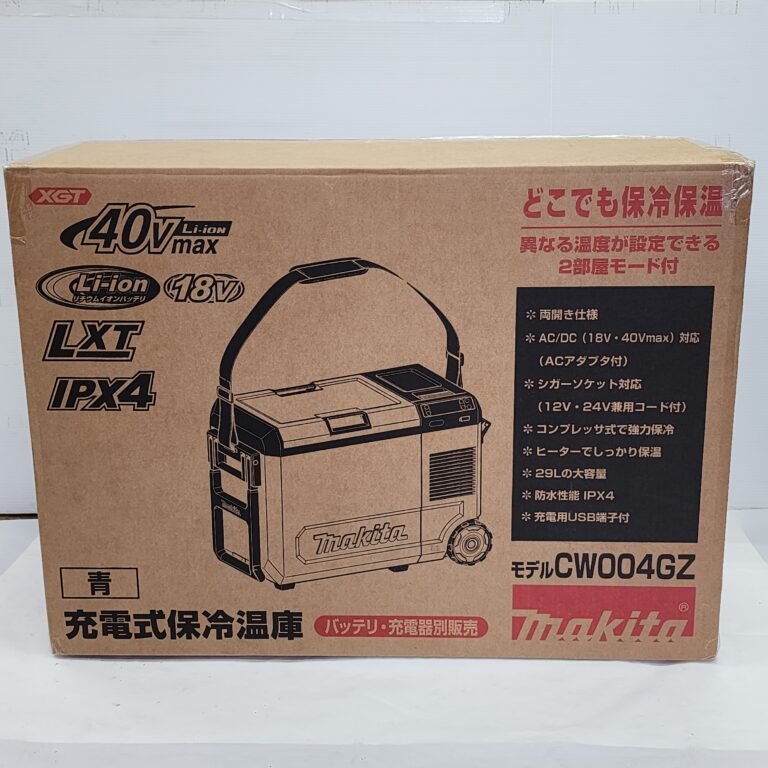 XGT
40Vmax Li-ion
Li-ion
リチウムイオンバッテリ
18V
LXT
IPX4
どこでも保冷保温
異なる温度が設定できる
2部屋モード付
※ 両開き仕様
※ AC/DC（18V・40Vmax）対応
（ACアダプタ付）
※ シガーソケット対応
（12V・24V兼用コード付）
※ コンプレッサ式で強力保冷
※ ヒーターでしっかり保温
※ 29Lの大容量
※ 防水性能 IPX4
※ 充電用USB端子付
makita
モデルCW004GZ
青
充電式保冷温庫
バッテリ・充電器別販売
makita®